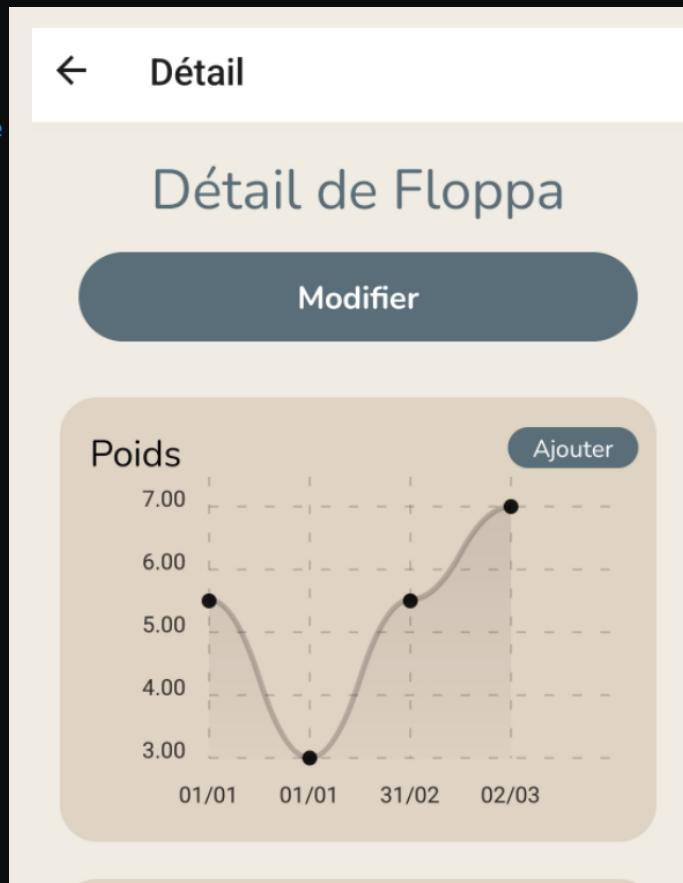 Détail
Détail de Floppa
Modifier
Poids
Ajouter
7.00
6.00
5.00
4.00
3.00
01/01 01/01 31/02 02/03